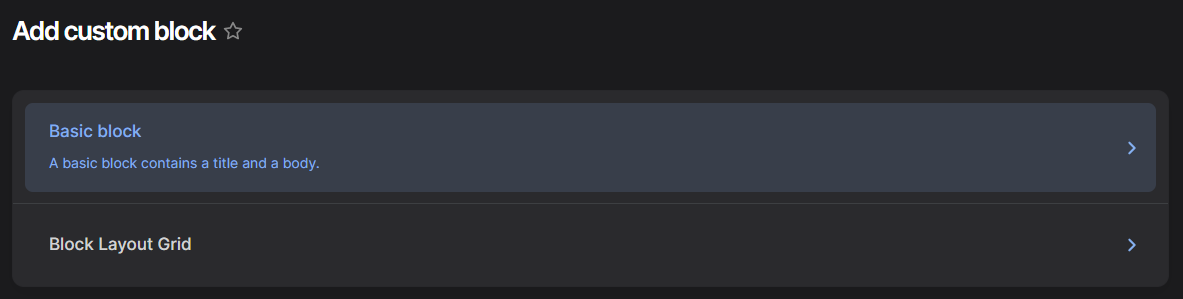 Add custom block
Basic block
A basic block contains a title and a body.
Block Layout Grid